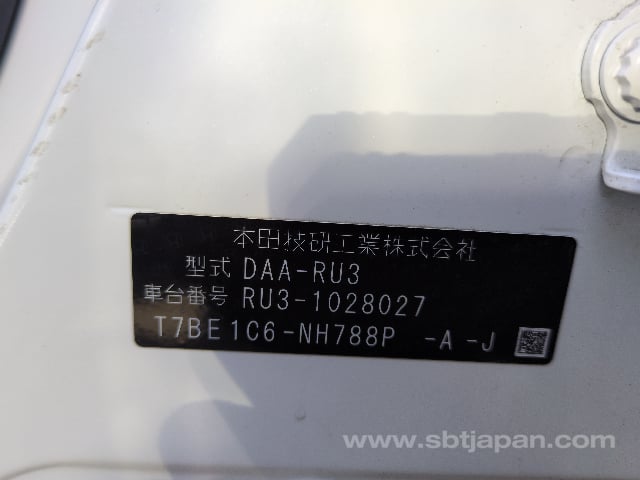 本田技研工業株式会社
型式 DAA-RU3
車台番号 RU3-1028027
T7BE1C6-NH788P -A -J
www.sbtjapan.com